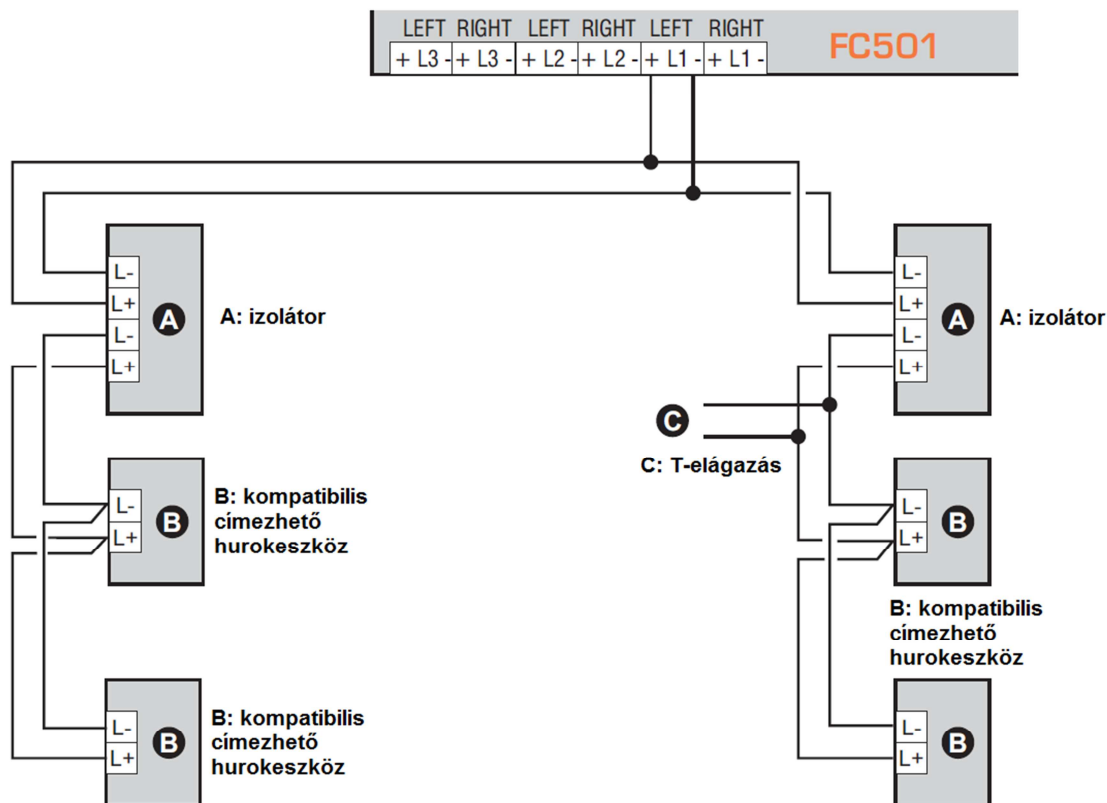 LEFT RIGHT LEFT RIGHT LEFT RIGHT
+ L3 - + L3 - + L2 - + L2 - + L1 - + L1 -
FC501
L-
L+
L-
L+
A
A: izolátor
L-
L+
L-
L+
A
A: izolátor
C
C: T-elágazás
L-
L+
B
B: kompatibilis
címezhető
hurokeszköz
L-
L+
B
B: kompatibilis
címezhető
hurokeszköz
L-
L+
B
B: kompatibilis
címezhető
hurokeszköz
L-
L+
B